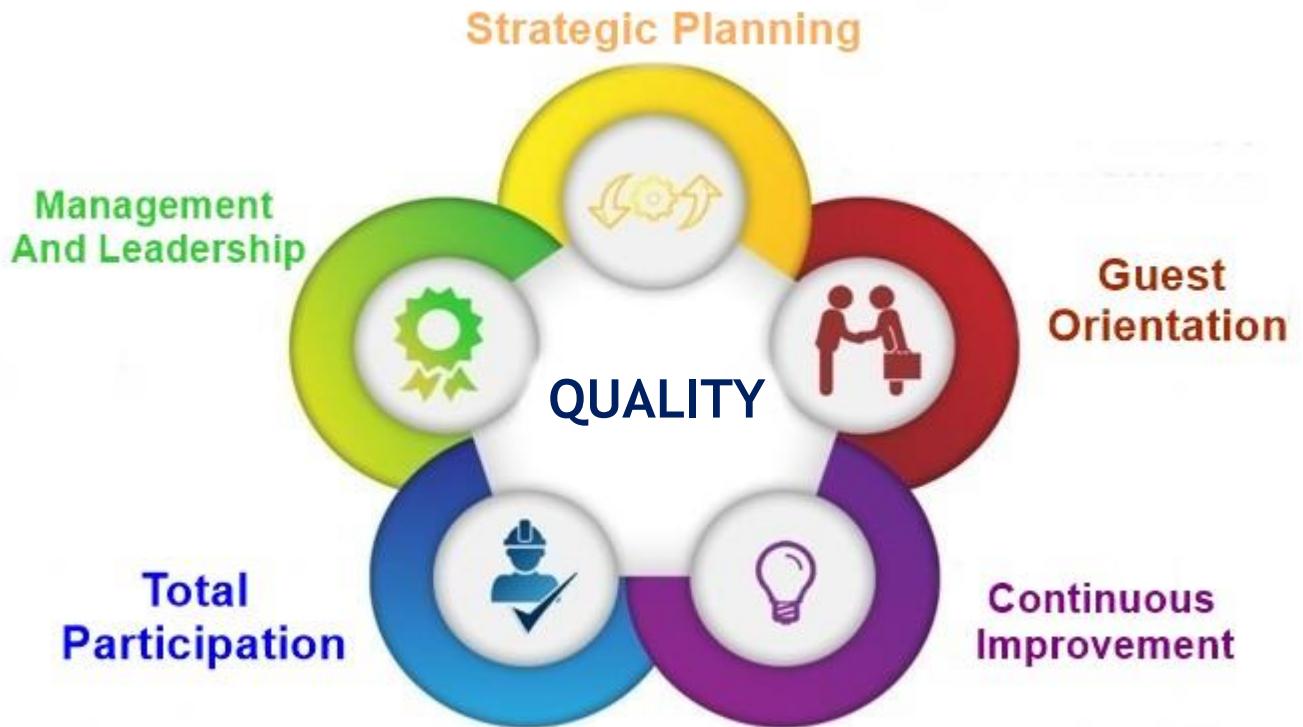 Strategic Planning
Management
And Leadership
Guest
Orientation
QUALITY
Total
Participation
Continuous
Improvement